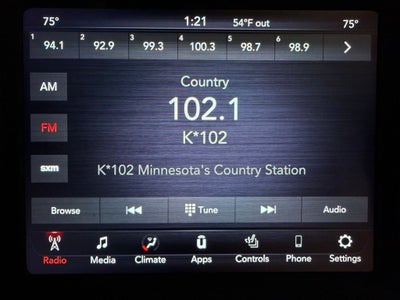 75° 1:21 54°F out 75°
1 94.1 2 92.9 3 99.3 4 100.3 5 98.7 6 98.9
AM
Country
102.1
FM
K*102
sxm
K*102 Minnesota's Country Station
Browse Tune Audio
Radio Media Climate Apps Controls Phone Settings